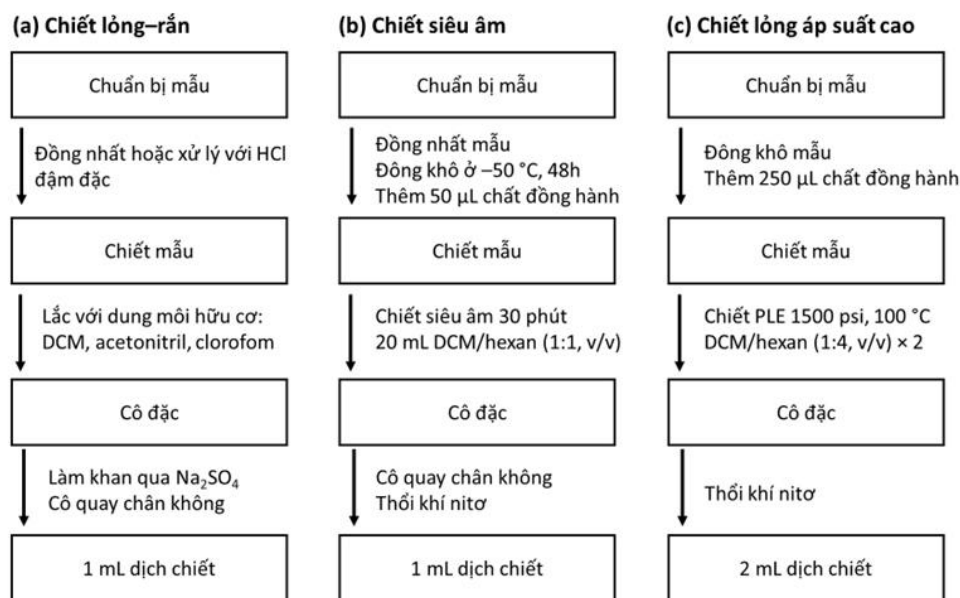 (a) Chiết lỏng–rắn
Chuẩn bị mẫu
Đồng nhất hoặc xử lý với HCl
đậm đặc
Chiết mẫu
Lắc với dung môi hữu cơ:
DCM, acetonitril, clorofom
Cô đặc
Làm khan qua Na₂SO₄
Cô quay chân không
1 mL dịch chiết
(b) Chiết siêu âm
Chuẩn bị mẫu
Đồng nhất mẫu
Đông khô ở –50 °C, 48h
Thêm 50 µL chất đồng hành
Chiết mẫu
Chiết siêu âm 30 phút
20 mL DCM/hexan (1:1, v/v)
Cô đặc
Cô quay chân không
Thổi khí nitơ
1 mL dịch chiết
(c) Chiết lỏng áp suất cao
Chuẩn bị mẫu
Đông khô mẫu
Thêm 250 µL chất đồng hành
Chiết mẫu
Chiết PLE 1500 psi, 100 °C
DCM/hexan (1:4, v/v) × 2
Cô đặc
Thổi khí nitơ
2 mL dịch chiết